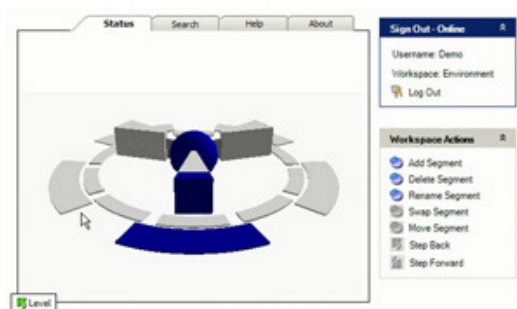 Status
Search
Help
About
Sign Out - Online
Username: Demo
Workspace: Environment
Log Out
Workspace Actions
Add Segment
Delete Segment
Rename Segment
Swap Segment
Move Segment
Step Back
Step Forward
Level